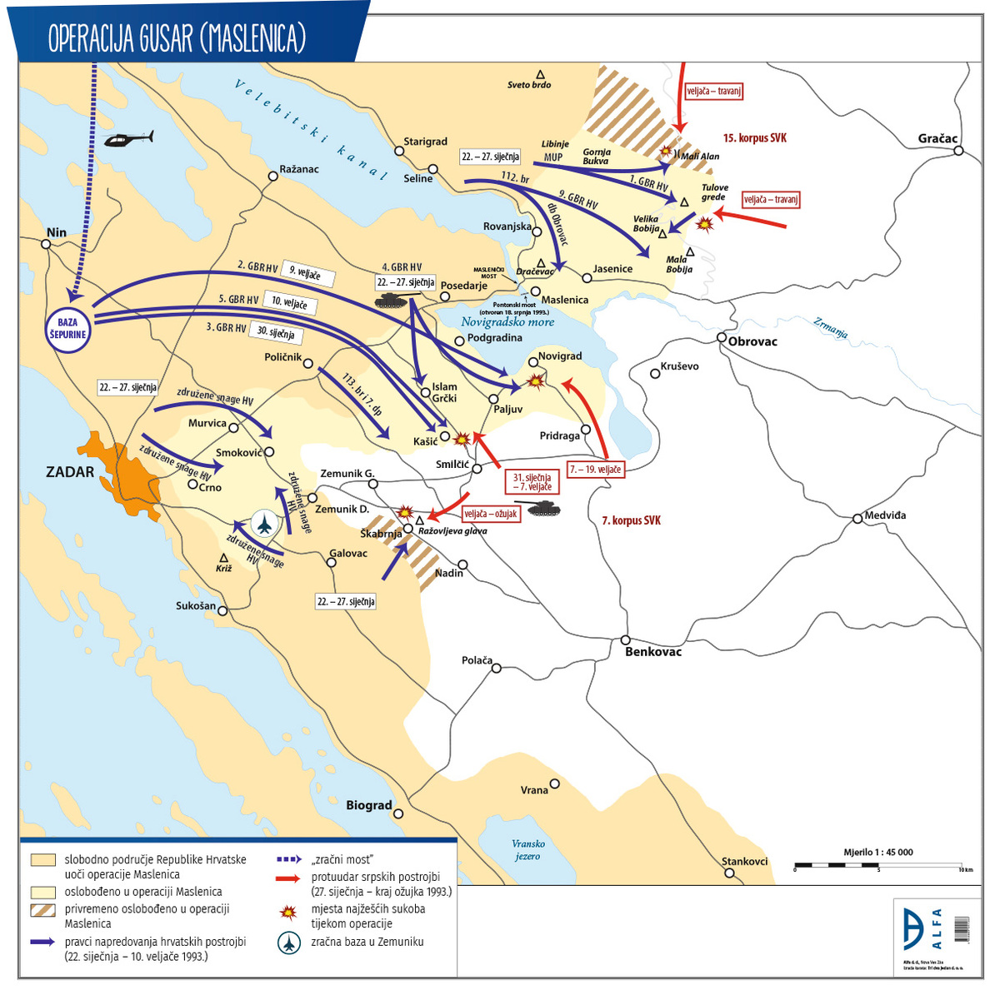 OPERACIJA GUSAR (MASLENICA)
Velebitski kanal
Sveto brdo
veljača – travanj
15. korpus SVK
Gračac
Starigrad
Seline
22. – 27. siječnja
Libinje
MUP
Gornja
Bukva
Mali Alan
Ražanac
112. br
1. GBR HV
9. GBR HV
db Obrovac
Tulove
grede
veljača – travanj
Velika
Bobija
Mala
Bobija
Rovanjska
Nin
2. GBR HV
9. veljače
4. GBR HV
22. – 27. siječnja
MASLENIČKI
MOST
Dračevac
Jasenice
Posedarje
Maslenica
Pontonski most
(otvoren 18. srpnja 1993.)
5. GBR HV
10. veljače
3. GBR HV
30. siječnja
BAZA
ŠEPURINE
Novigradsko more
Zrmanja
Podgradina
Obrovac
Poličnik
Novigrad
Kruševo
22. – 27. siječnja
združene snage HV
113. br i 7. dp
Islam
Grčki
Paljuv
Murvica
Kašić
Pridraga
Smoković
združene snage HV
ZADAR
Crno
Zemunik G.
Smilčić
7. – 19. veljače
31. siječnja
– 7. veljače
združene snage
HV
Zemunik D.
veljača – ožujak
7. korpus SVK
Medviđa
Škabrnja
Ražovljeva glava
združene snage
HV
Galovac
Križ
Nadin
22. – 27. siječnja
Sukošan
Benkovac
Polača
Vrana
Biograd
Vransko
jezero
Stankovci
Mjerilo 1 : 45 000
0
5
10 km
slobodno područje Republike Hrvatske
uoči operacije Maslenica
oslobođeno u operaciji Maslenica
privremeno oslobođeno u operaciji
Maslenica
pravci napredovanja hrvatskih postrojbi
(22. siječnja – 10. veljače 1993.)
„zračni most”
protuudar srpskih postrojbi
(27. siječnja – kraj ožujka 1993.)
mjesta najžešćih sukoba
tijekom operacije
zračna baza u Zemuniku
ALFA
Alfa d. d., Nova Ves 23a